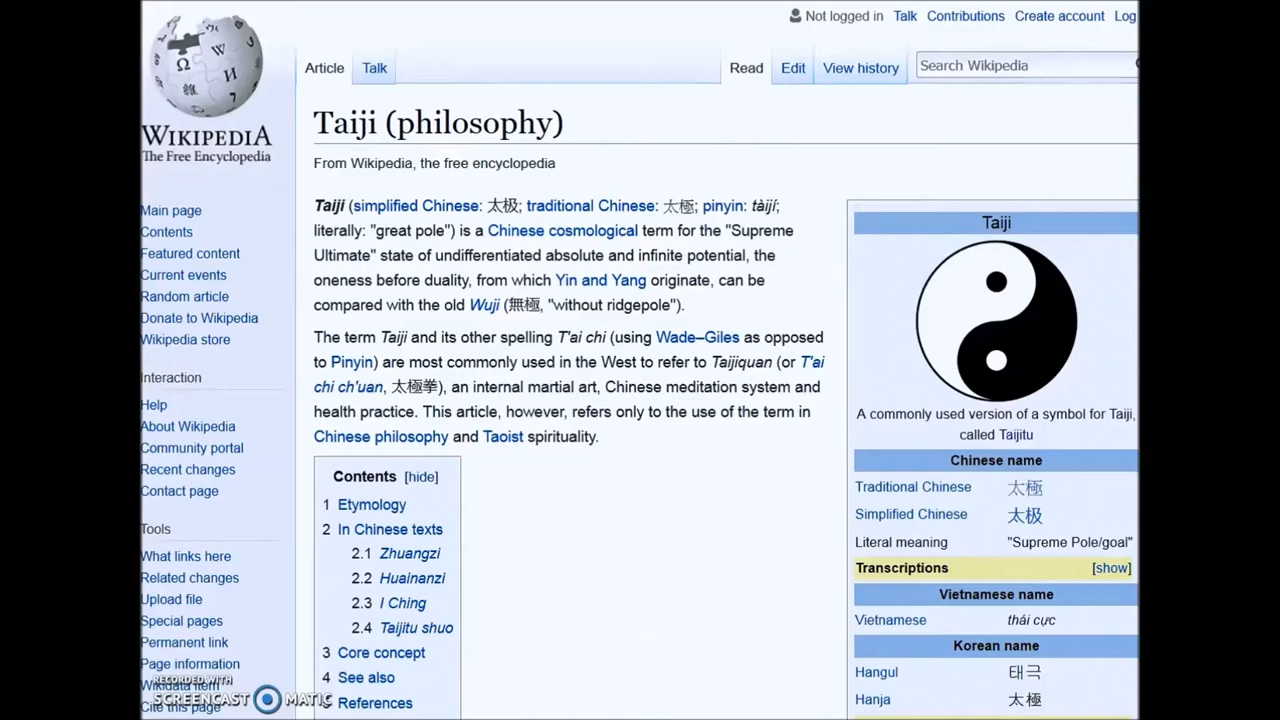 Not logged in Talk Contributions Create account Log
Article Talk Read Edit View history Search Wikipedia
WIKIPEDIA
The Free Encyclopedia
Main page
Contents
Featured content
Current events
Random article
Donate to Wikipedia
Wikipedia store
Interaction
Help
About Wikipedia
Community portal
Recent changes
Contact page
Tools
What links here
Related changes
Upload file
Special pages
Permanent link
Page information
Wikidata item
Cite this page
Taiji (philosophy)
From Wikipedia, the free encyclopedia
Taiji (simplified Chinese: 太极; traditional Chinese: 太極; pinyin: tàijí;
literally: "great pole") is a Chinese cosmological term for the "Supreme
Ultimate" state of undifferentiated absolute and infinite potential, the
oneness before duality, from which Yin and Yang originate, can be
compared with the old Wuji (無極, "without ridgepole").
The term Taiji and its other spelling T'ai chi (using Wade–Giles as opposed
to Pinyin) are most commonly used in the West to refer to Taijiquan (or T'ai
chi ch'uan, 太極拳), an internal martial art, Chinese meditation system and
health practice. This article, however, refers only to the use of the term in
Chinese philosophy and Taoist spirituality.
Contents [hide]
1 Etymology
2 In Chinese texts
2.1 Zhuangzi
2.2 Huainanzi
2.3 I Ching
2.4 Taijitu shuo
3 Core concept
4 See also
5 References
Taiji
A commonly used version of a symbol for Taiji,
called Taijitu
Chinese name
Traditional Chinese 太極
Simplified Chinese 太极
Literal meaning "Supreme Pole/goal"
Transcriptions [show]
Vietnamese name
Vietnamese thái cực
Korean name
Hangul 태극
Hanja 太極
RECORDED WITH
SCREENCAST MATIC